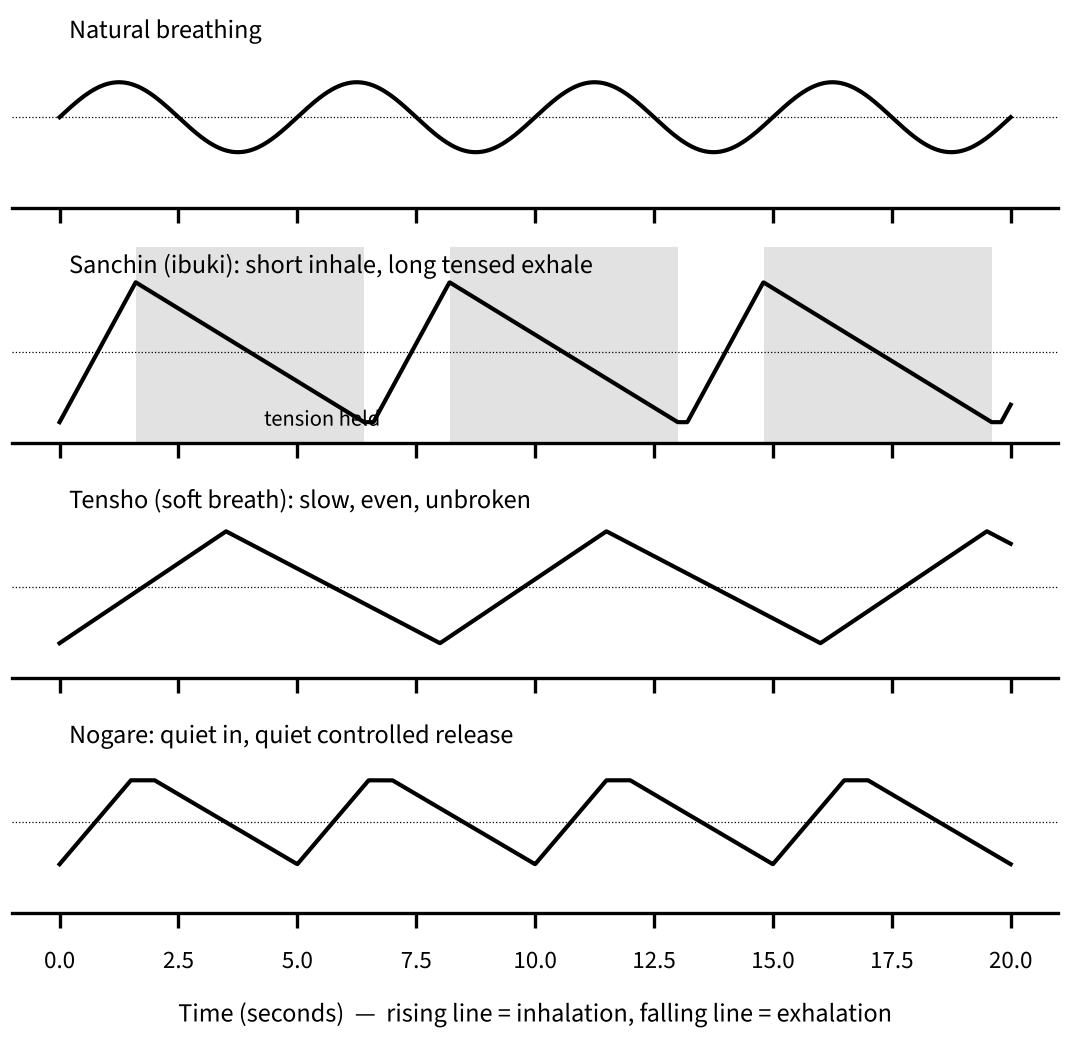 Natural breathing
Sanchin (ibuki): short inhale, long tensed exhale
tension held
Tensho (soft breath): slow, even, unbroken
Nogare: quiet in, quiet controlled release
0.0 2.5 5.0 7.5 10.0 12.5 15.0 17.5 20.0
Time (seconds) — rising line = inhalation, falling line = exhalation